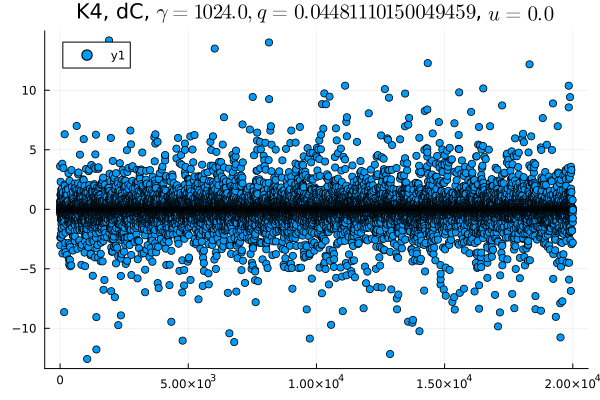 K4, dC, γ = 1024.0, q = 0.04481110150049459, u = 0.0
y1
10
5
0
−5
−10
0 5.00×10³ 1.00×10⁴ 1.50×10⁴ 2.00×10⁴